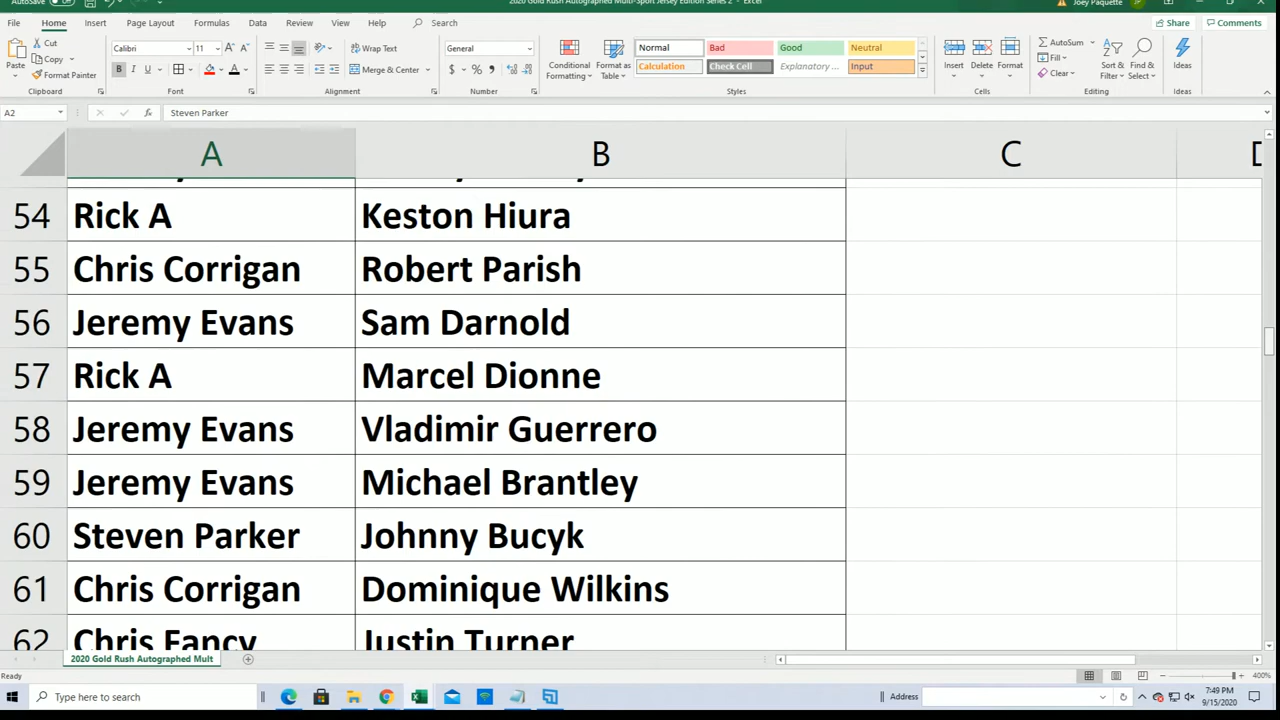 AutoSave
2020 Gold Rush Autographed Multi-Sport Jersey Edition Series 2 - Excel
Joey Paquette
File Home Insert Page Layout Formulas Data Review View Help Search Share Comments
Paste Cut Copy Format Painter
Calibri 11 Wrap Text Merge & Center General
Conditional Formatting Format as Table
Normal Bad Good Neutral
Calculation Check Cell Explanatory ... Input
Insert Delete Format
AutoSum Fill Clear
Sort & Filter Find & Select Ideas
Clipboard Font Alignment Number Styles Cells Editing Ideas
A2 Steven Parker
A B C D
54 Rick A Keston Hiura
55 Chris Corrigan Robert Parish
56 Jeremy Evans Sam Darnold
57 Rick A Marcel Dionne
58 Jeremy Evans Vladimir Guerrero
59 Jeremy Evans Michael Brantley
60 Steven Parker Johnny Bucyk
61 Chris Corrigan Dominique Wilkins
62 Chris Fancy Justin Turner
2020 Gold Rush Autographed Mult
Ready 400%
Type here to search Address 7:49 PM
9/15/2020